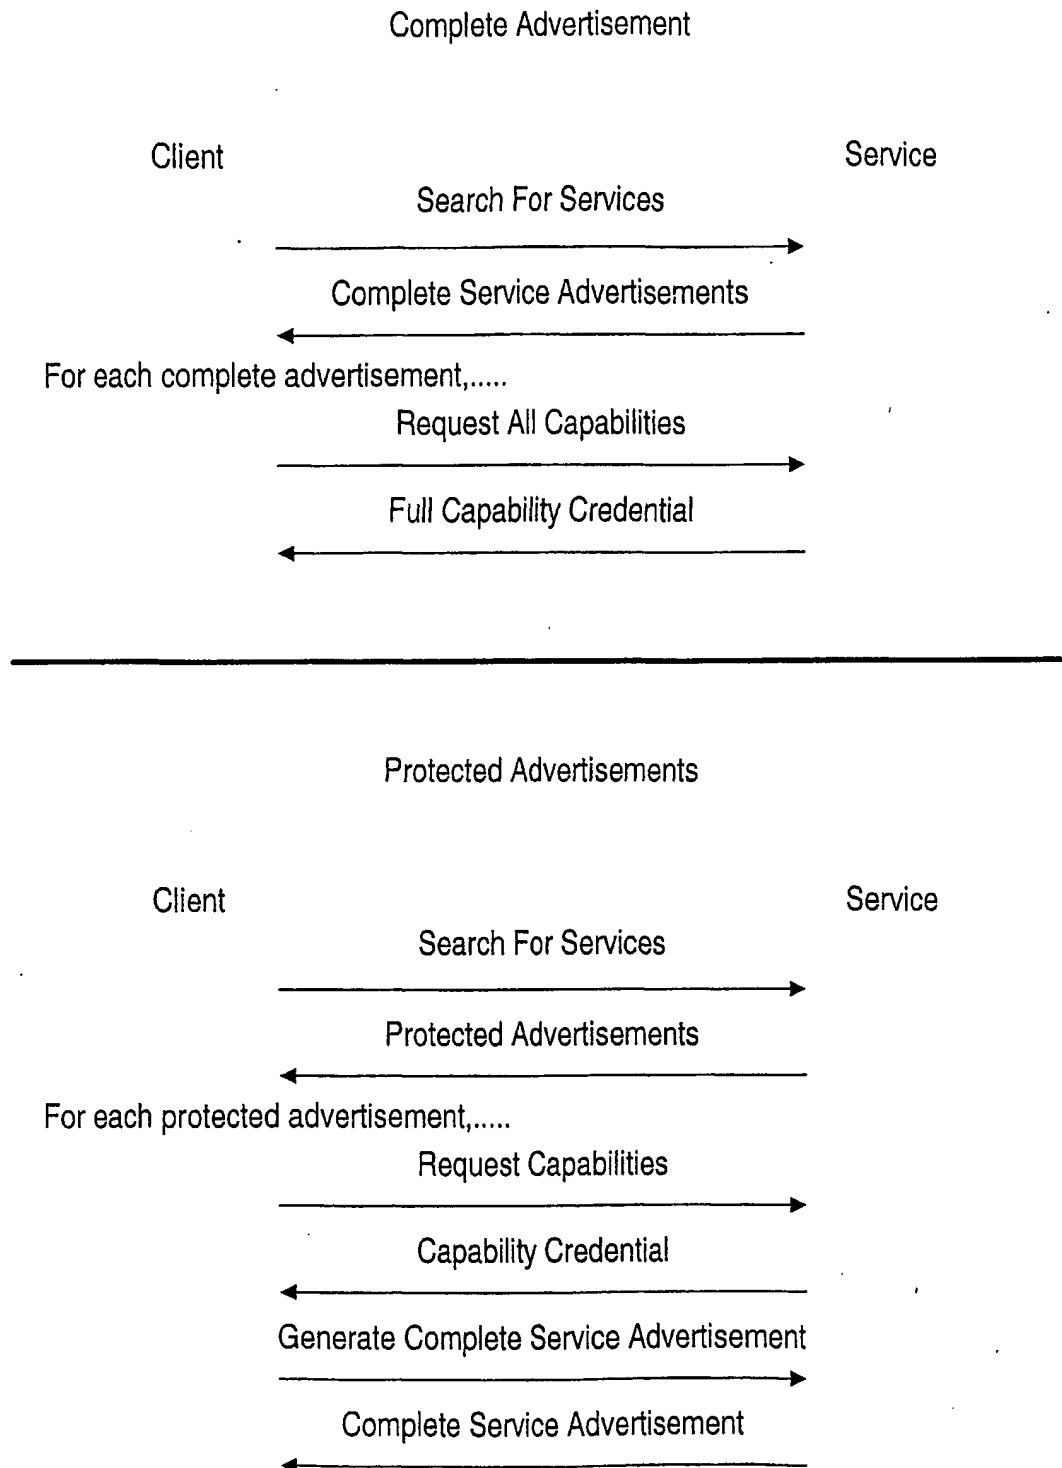 Complete Advertisement
Client
Service
Search For Services
Complete Service Advertisements
For each complete advertisement,.....
Request All Capabilities
Full Capability Credential
Protected Advertisements
Client
Service
Search For Services
Protected Advertisements
For each protected advertisement,.....
Request Capabilities
Capability Credential
Generate Complete Service Advertisement
Complete Service Advertisement